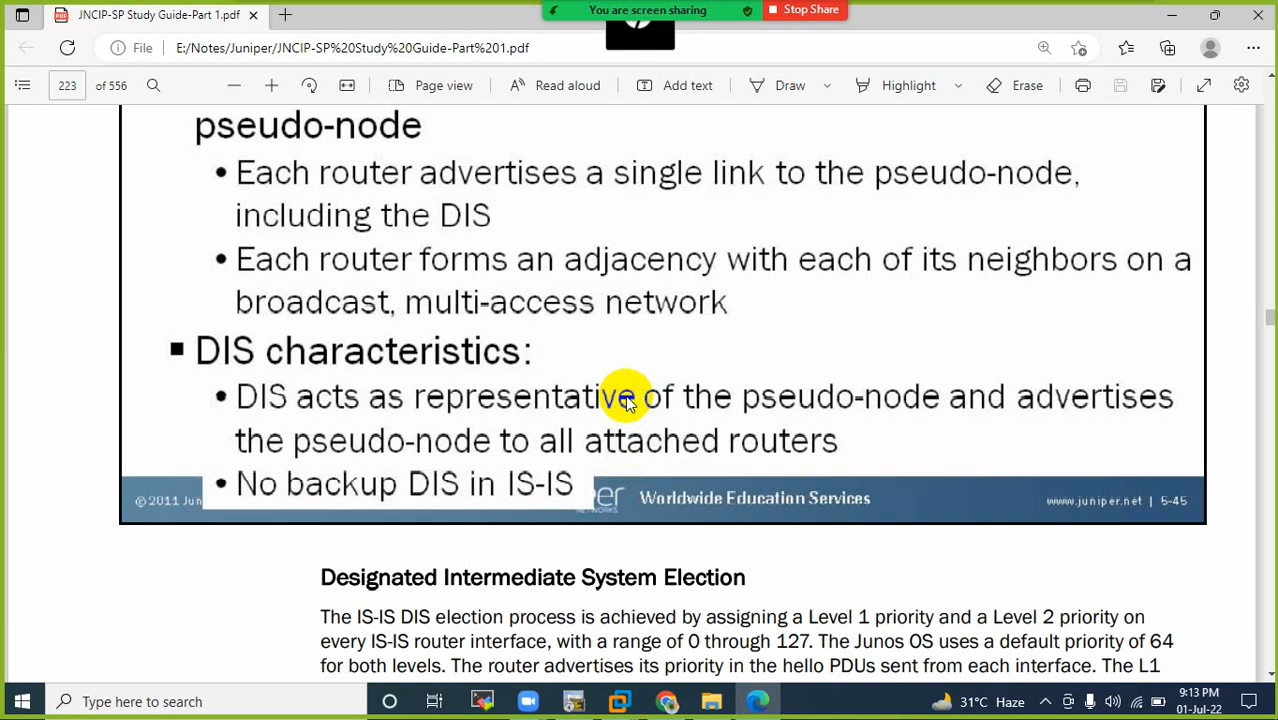 JNCIP-SP Study Guide-Part 1.pdf
You are screen sharing
Stop Share
File
E:/Notes/Juniper/JNCIP-SP%20Study%20Guide-Part%201.pdf
223 of 556
Page view
Read aloud
Add text
Draw
Highlight
Erase
pseudo-node
• Each router advertises a single link to the pseudo-node,
including the DIS
• Each router forms an adjacency with each of its neighbors on a
broadcast, multi-access network
▪ DIS characteristics:
• DIS acts as representative of the pseudo-node and advertises
the pseudo-node to all attached routers
• No backup DIS in IS-IS
© 2011 Jun
Worldwide Education Services
www.juniper.net | 5-45
Designated Intermediate System Election
The IS-IS DIS election process is achieved by assigning a Level 1 priority and a Level 2 priority on
every IS-IS router interface, with a range of 0 through 127. The Junos OS uses a default priority of 64
for both levels. The router advertises its priority in the hello PDUs sent from each interface. The L1
Type here to search
31°C Haze
9:13 PM
01-Jul-22